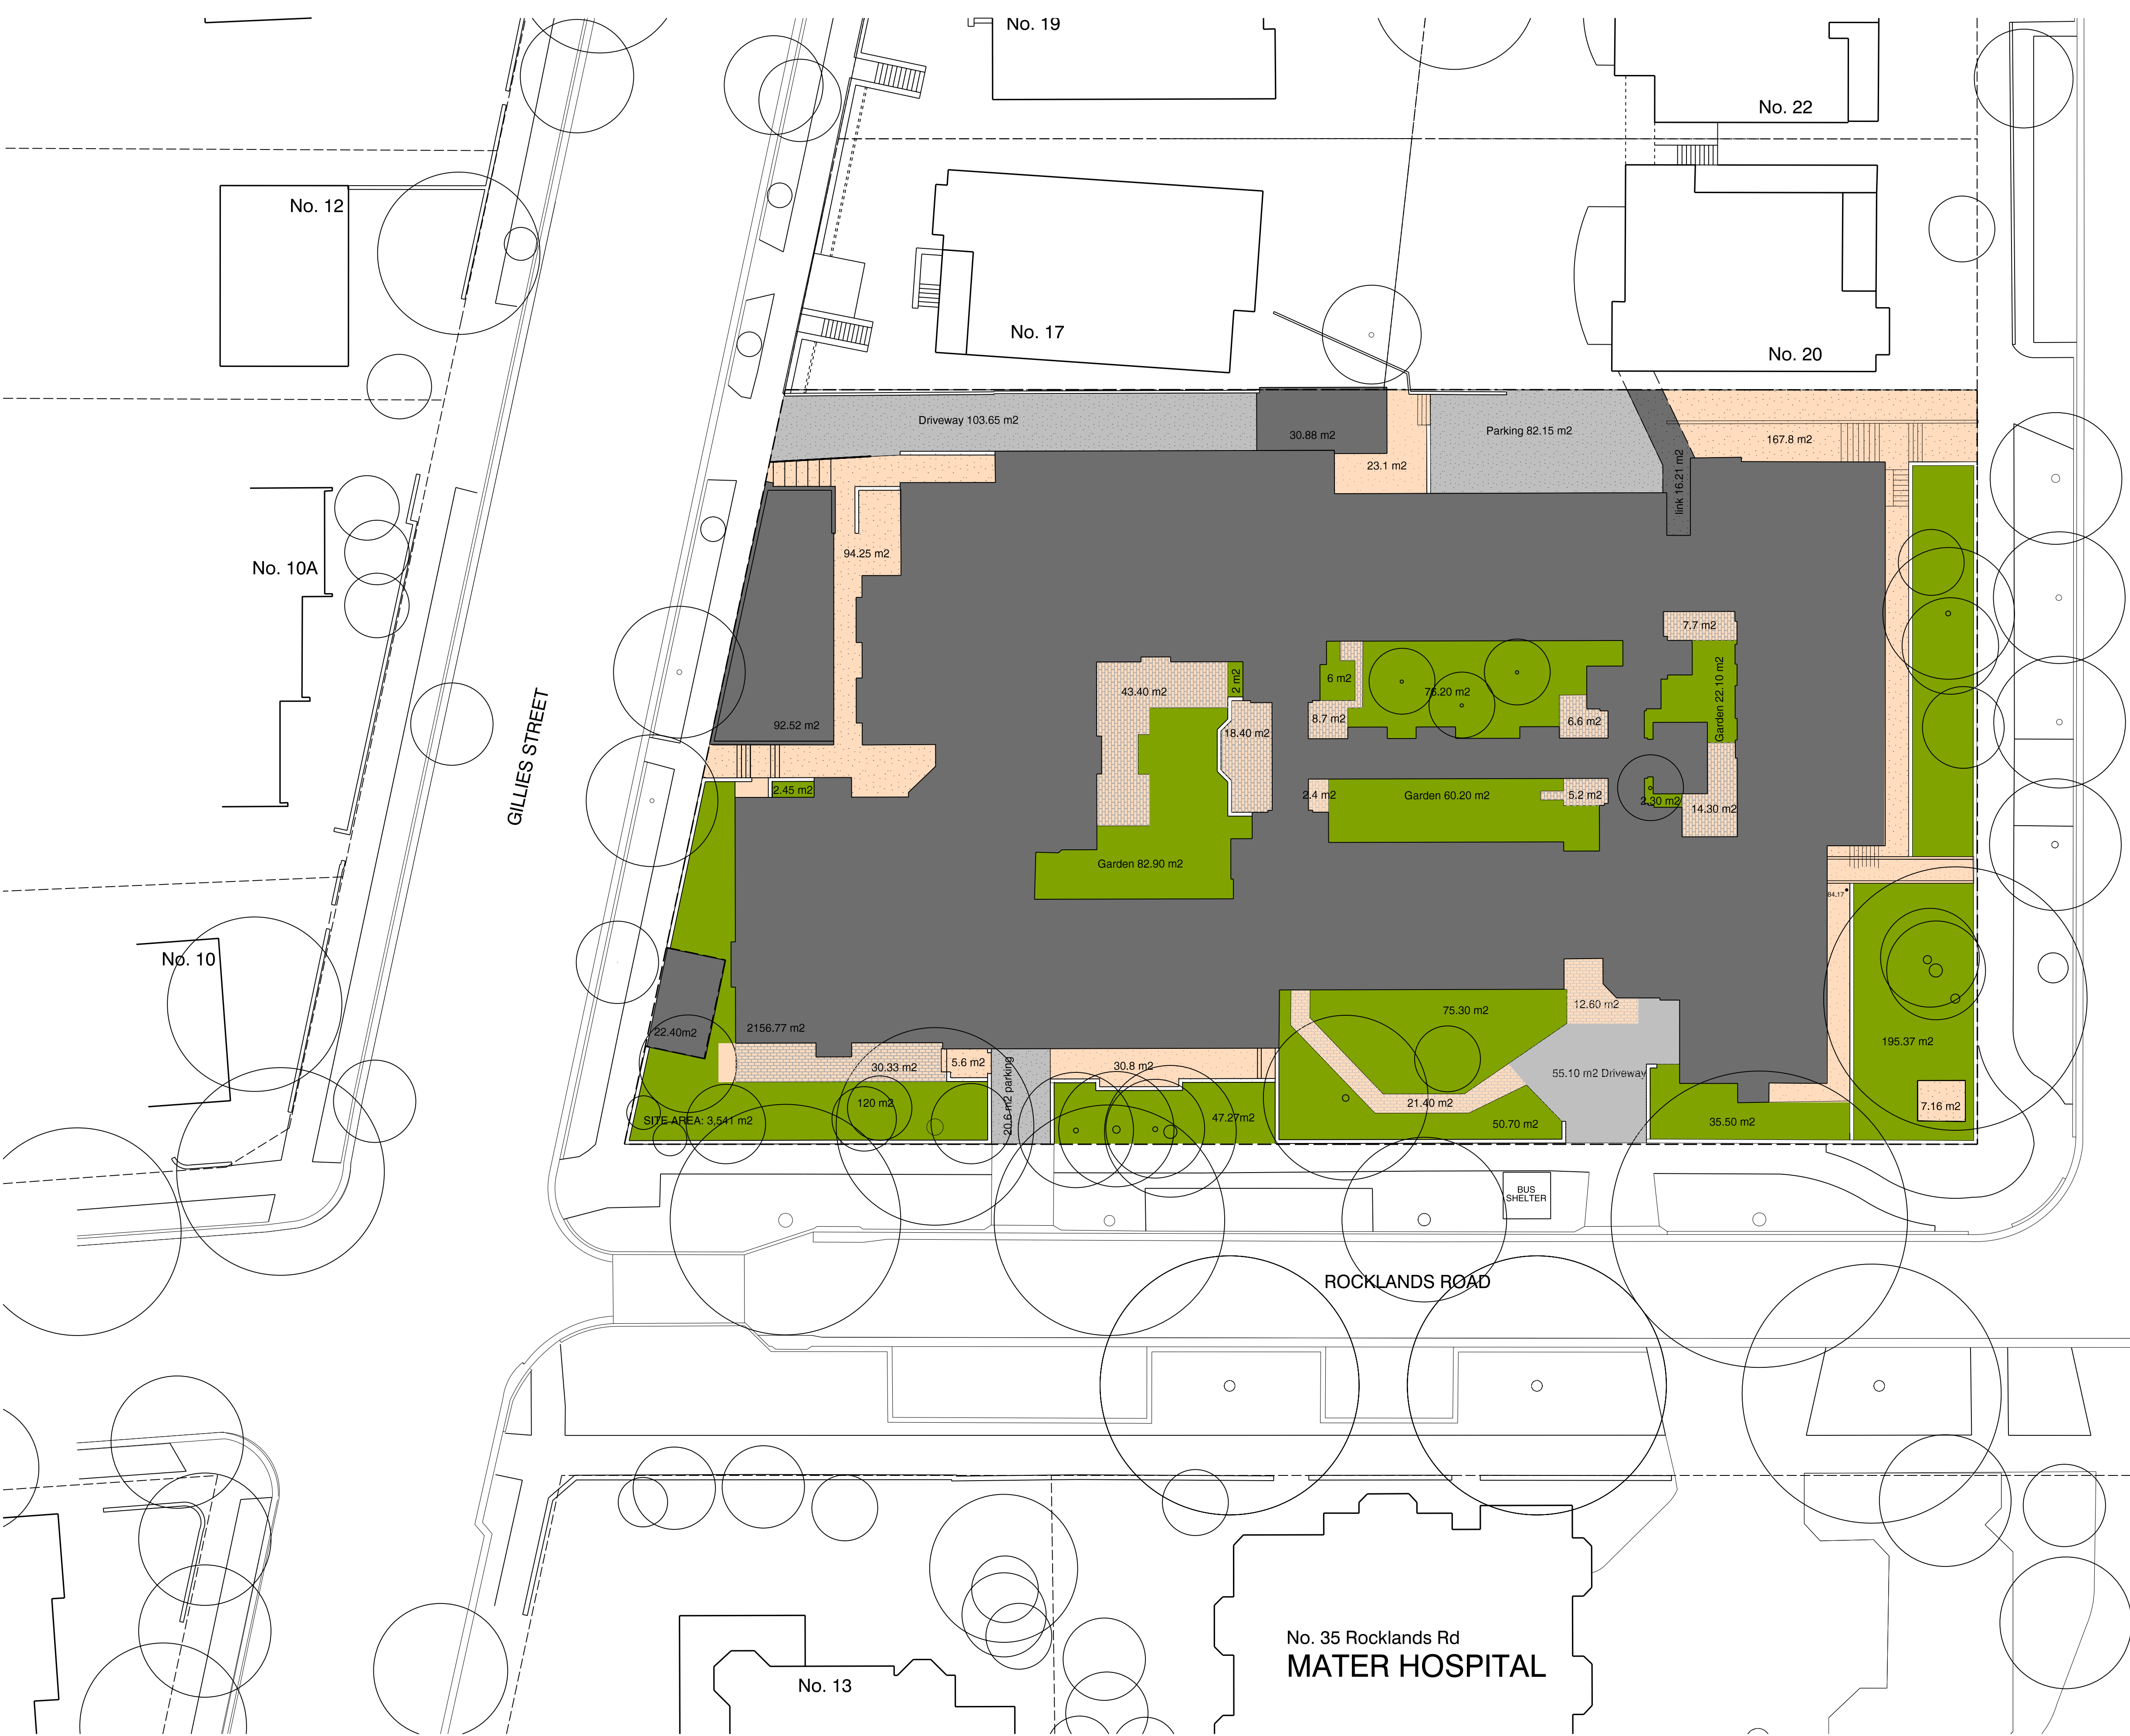 No. 19
No. 22
No. 12
No. 17
No. 20
Driveway 103.65 m2
30.88 m2
Parking 82.15 m2
167.8 m2
23.1 m2
link 16.21 m2
No. 10A
94.25 m2
7.7 m2
43.40 m2
2 m2
6 m2
76.20 m2
Garden 22.10 m2
8.7 m2
6.6 m2
92.52 m2
18.40 m2
GILLIES STREET
2.45 m2
2.4 m2
Garden 60.20 m2
5.2 m2
2.30 m2
14.30 m2
Garden 82.90 m2
84.17
No. 10
12.60 m2
75.30 m2
22.40m2
2156.77 m2
195.37 m2
30.33 m2
5.6 m2
20.6 m2 parking
30.8 m2
55.10 m2 Driveway
120 m2
21.40 m2
7.16 m2
SITE AREA: 3,541 m2
47.27m2
50.70 m2
35.50 m2
BUS
SHELTER
ROCKLANDS ROAD
No. 35 Rocklands Rd
MATER HOSPITAL
No. 13